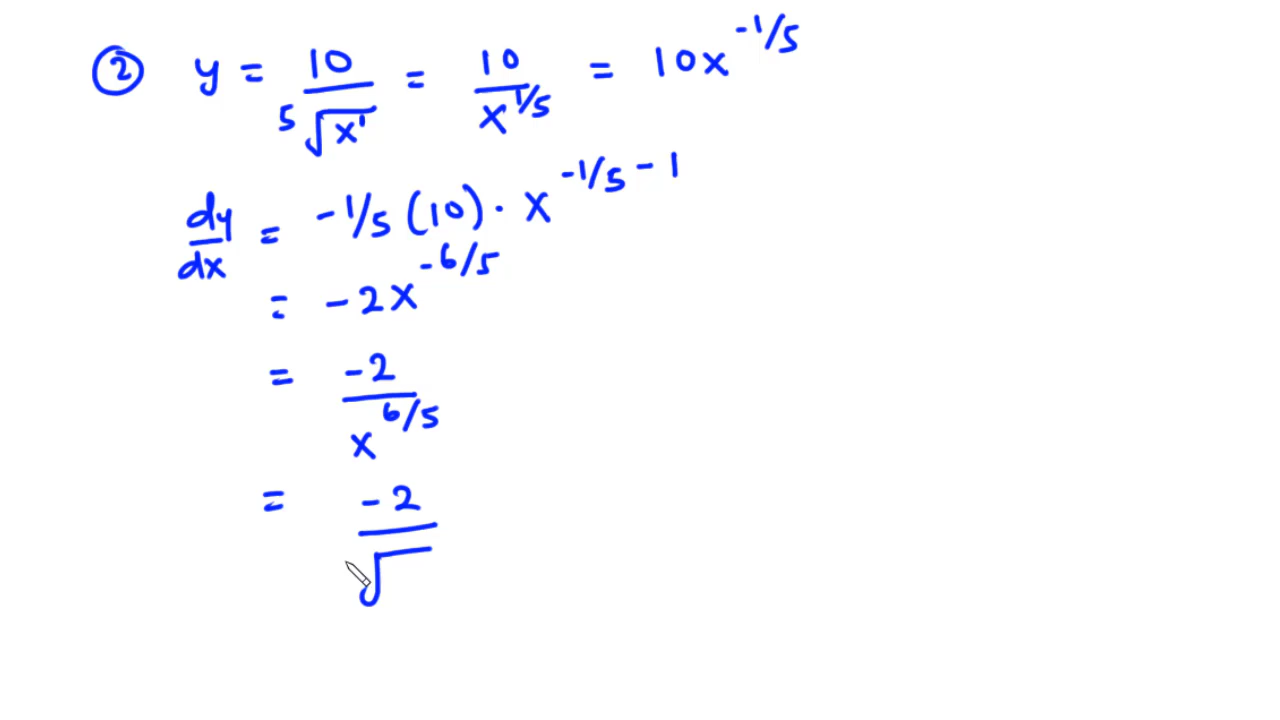 ② y = 10 / ⁵√x¹ = 10 / x^1/5 = 10x^-1/5
dy/dx = -1/5 (10) · x^-1/5 - 1
= -2x^-6/5
= -2 / x^6/5
= -2 / √